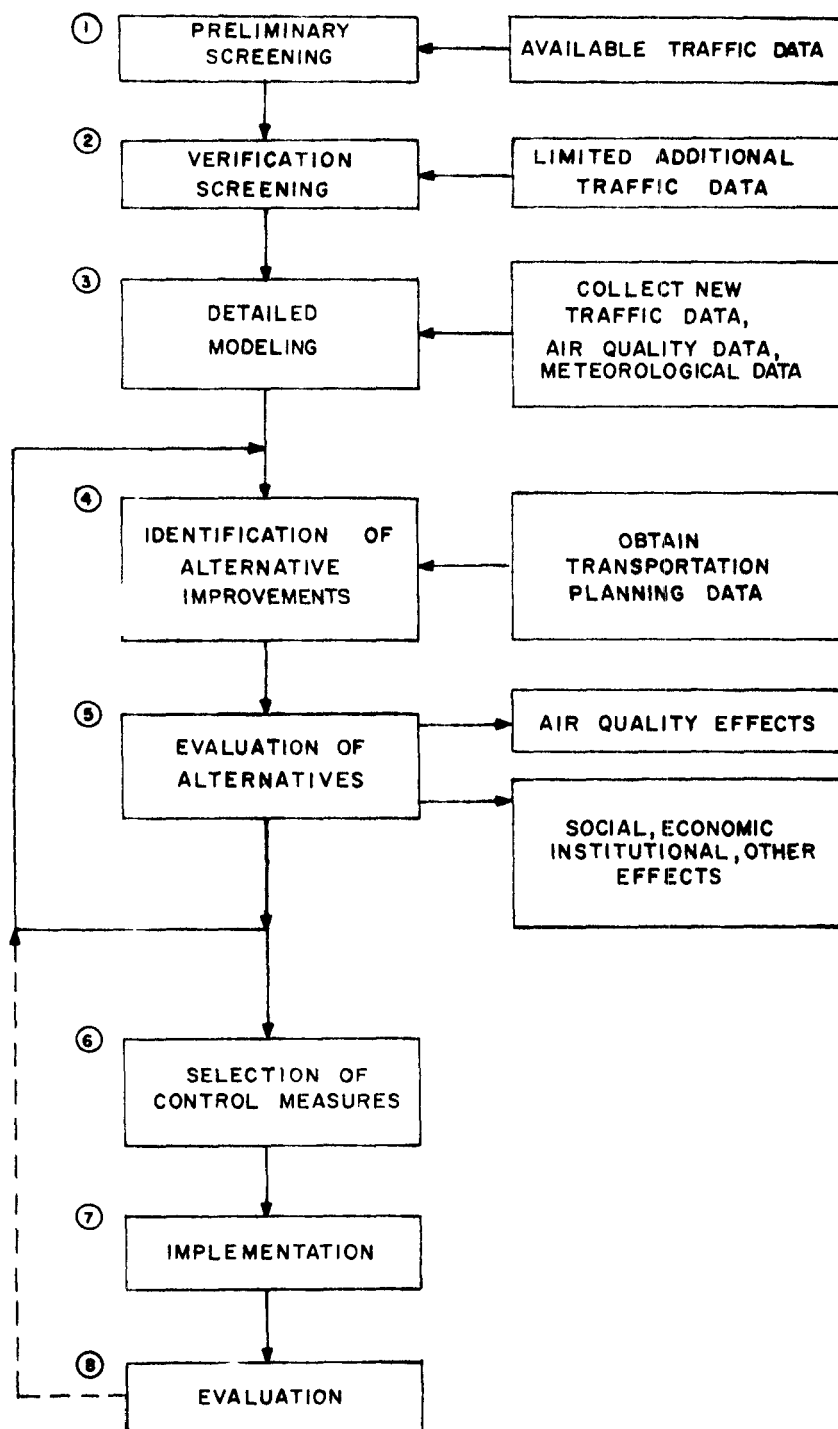 ①
PRELIMINARY
SCREENING
AVAILABLE TRAFFIC DATA
②
VERIFICATION
SCREENING
LIMITED ADDITIONAL
TRAFFIC DATA
③
DETAILED
MODELING
COLLECT NEW
TRAFFIC DATA,
AIR QUALITY DATA,
METEOROLOGICAL DATA
④
IDENTIFICATION OF
ALTERNATIVE
IMPROVEMENTS
OBTAIN
TRANSPORTATION
PLANNING DATA
⑤
EVALUATION OF
ALTERNATIVES
AIR QUALITY EFFECTS
SOCIAL, ECONOMIC
INSTITUTIONAL, OTHER
EFFECTS
⑥
SELECTION OF
CONTROL MEASURES
⑦
IMPLEMENTATION
⑧
EVALUATION